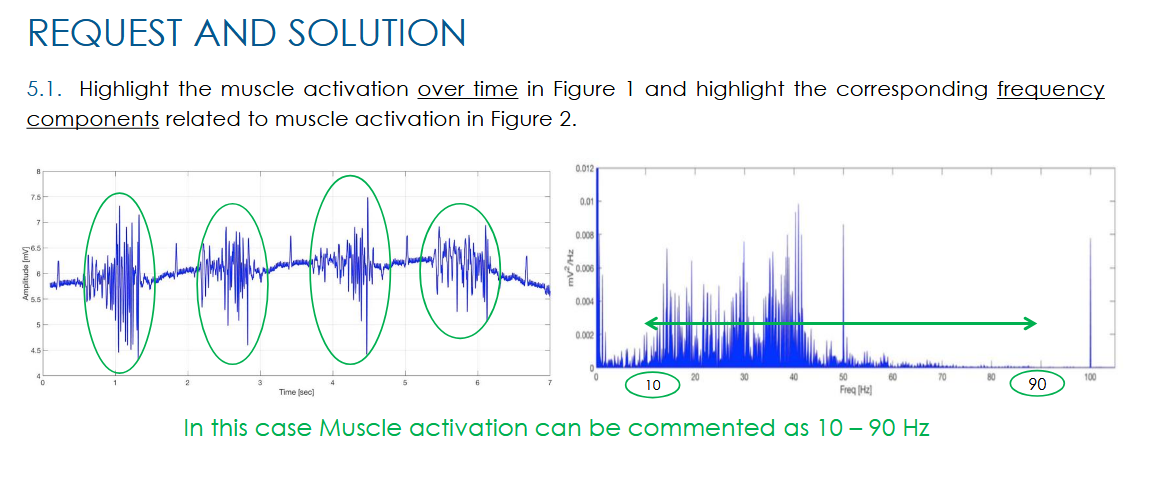 REQUEST AND SOLUTION
5.1. Highlight the muscle activation over time in Figure 1 and highlight the corresponding frequency
components related to muscle activation in Figure 2.
8
7.5
7
6.5
6
5.5
5
4.5
4
Amplitude [mV]
0 1 2 3 4 5 6 7
Time [sec]
0.012
0.01
0.008
0.006
0.004
0.002
0
mV²/Hz
0 10 20 30 40 50 60 70 80 90 100
Freq [Hz]
In this case Muscle activation can be commented as 10 – 90 Hz